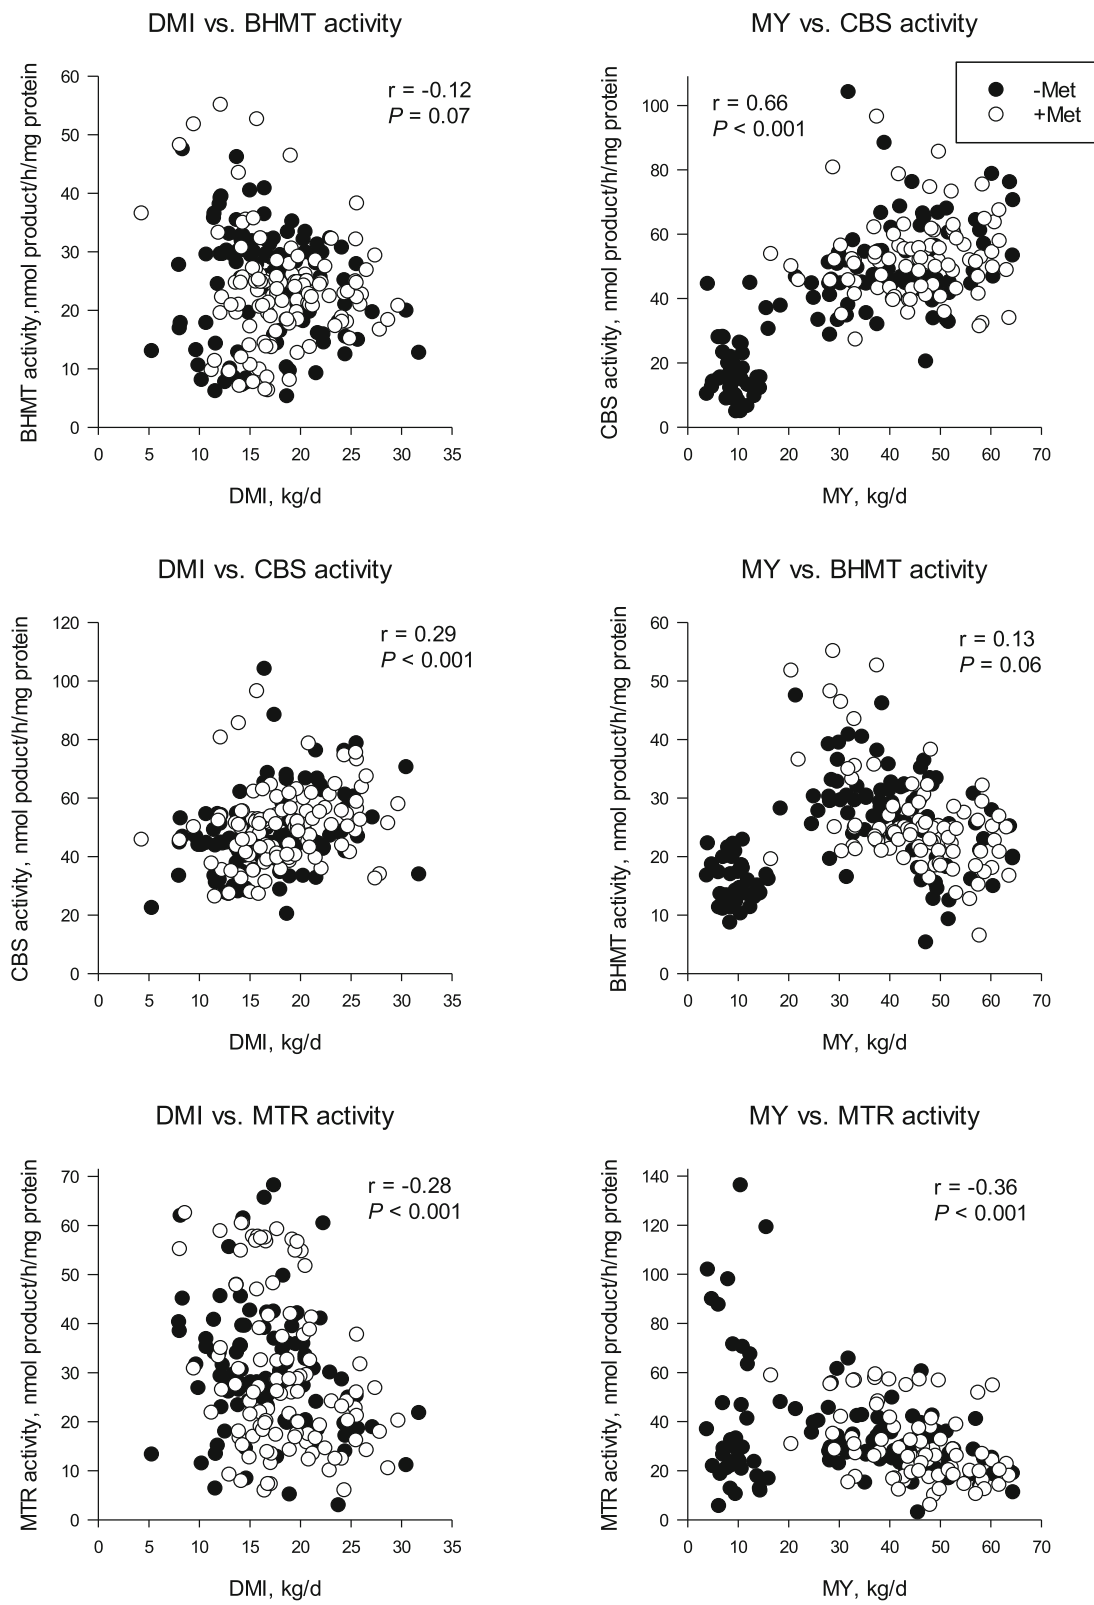 DMI vs. BHMT activity
BHMT activity,nmol product/h/mg protein
60
50
40
30
20
10
0
r = -0.12
P = 0.07
0 5 10 15 20 25 30 35
DMI, kg/d
MY vs. CBS activity
CBS activity, nmol product/h/mg protein
100
80
60
40
20
0
r = 0.66
P < 0.001
-Met
+Met
0 10 20 30 40 50 60 70
MY, kg/d
DMI vs. CBS activity
CBS activity, nmol poduct/h/mg protein
120
100
80
60
40
20
0
r = 0.29
P < 0.001
0 5 10 15 20 25 30 35
DMI, kg/d
MY vs. BHMT activity
BHMT activity, nmol product/h/mg protein
60
50
40
30
20
10
0
r = 0.13
P = 0.06
0 10 20 30 40 50 60 70
MY, kg/d
DMI vs. MTR activity
MTR activity, nmol product/h/mg protein
70
60
50
40
30
20
10
0
r = -0.28
P < 0.001
0 5 10 15 20 25 30 35
DMI, kg/d
MY vs. MTR activity
MTR activity, nmol product/h/mg protein
140
120
100
80
60
40
20
0
r = -0.36
P < 0.001
0 10 20 30 40 50 60 70
MY, kg/d